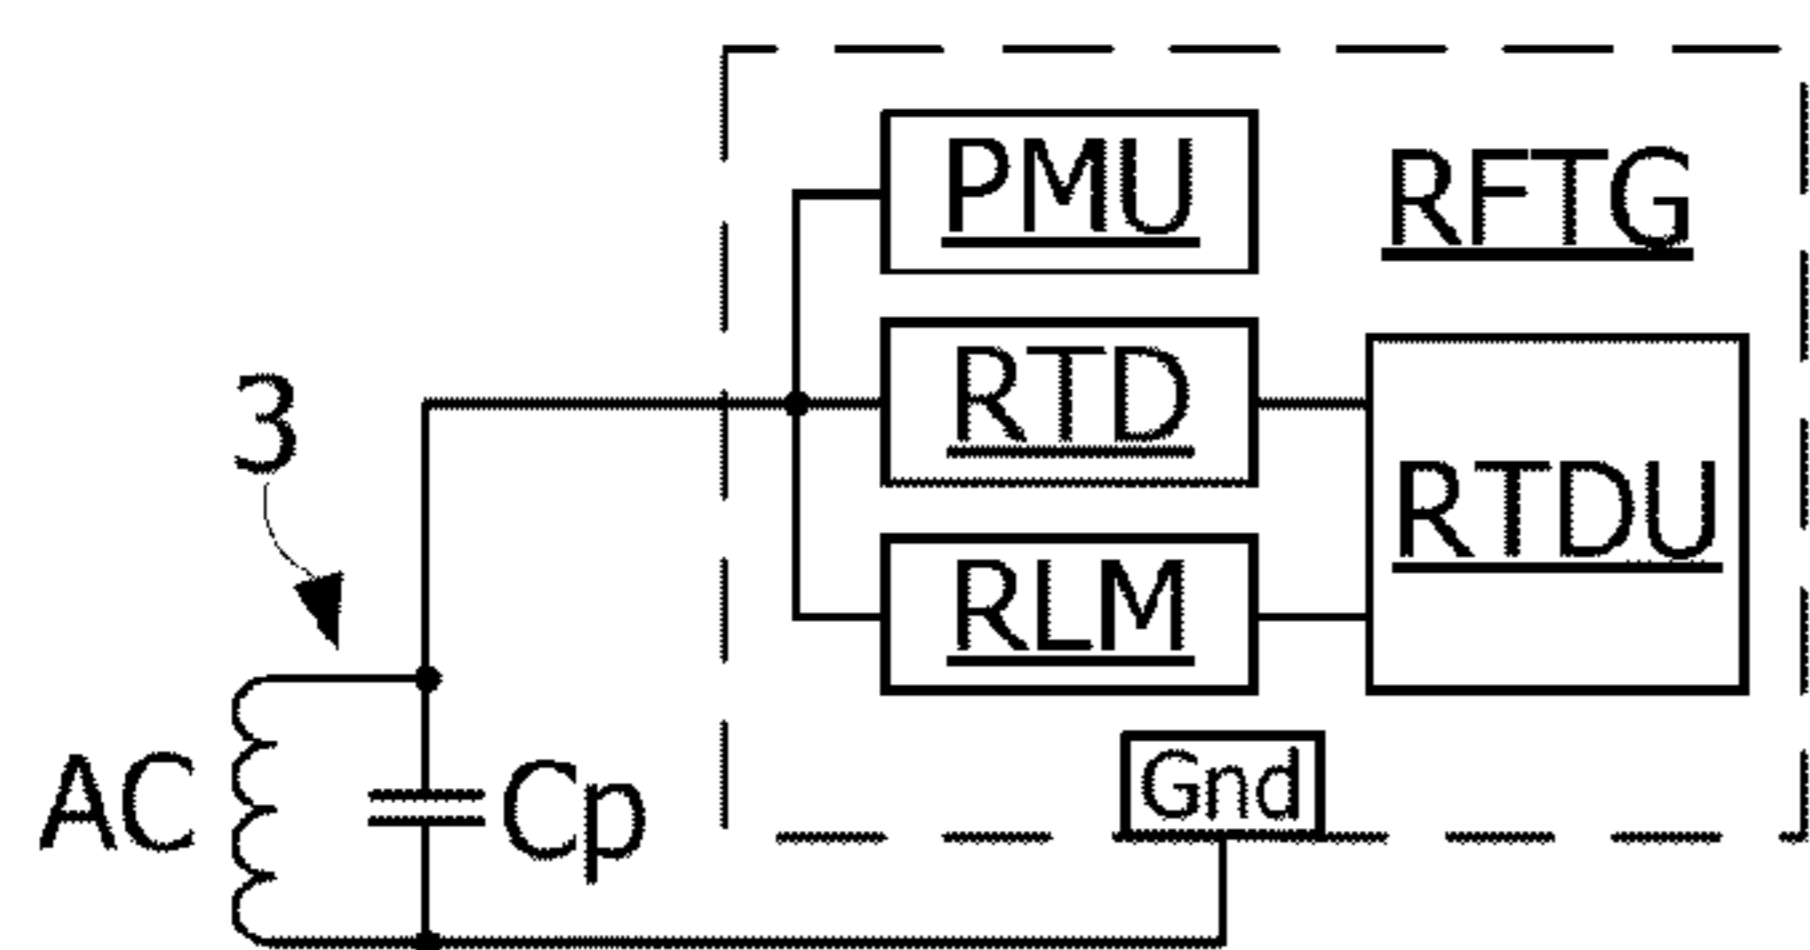 PMU
RFTG
RTD
3
RTDU
RLM
AC
Cp
Gnd